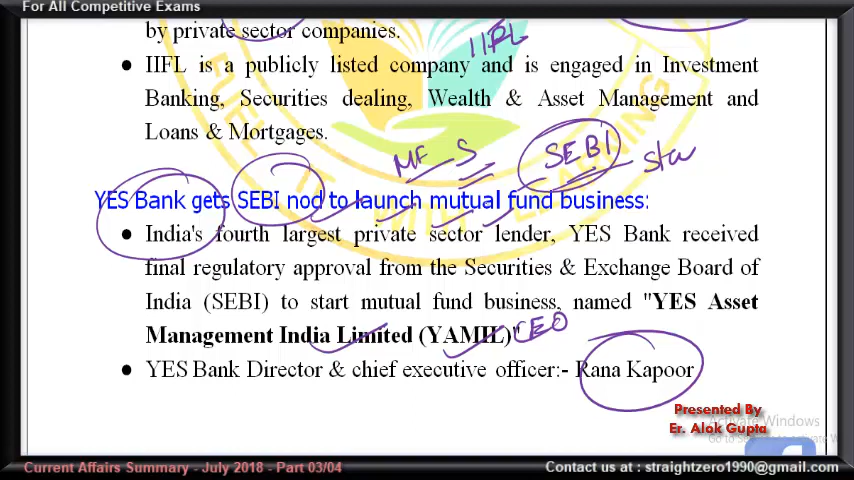 For All Competitive Exams
by private sector companies.
IIFL
● IIFL is a publicly listed company and is engaged in Investment
Banking, Securities dealing, Wealth & Asset Management and
Loans & Mortgages.
MF S SEBI
YES Bank gets SEBI nod to launch mutual fund business:
● India's fourth largest private sector lender, YES Bank received
final regulatory approval from the Securities & Exchange Board of
India (SEBI) to start mutual fund business, named "YES Asset
Management India Limited (YAMIL)" CEO
● YES Bank Director & chief executive officer:- Rana Kapoor
Presented By
Er. Alok Gupta
Activate Windows
Current Affairs Summary - July 2018 - Part 03/04
Contact us at : straightzero1990@gmail.com